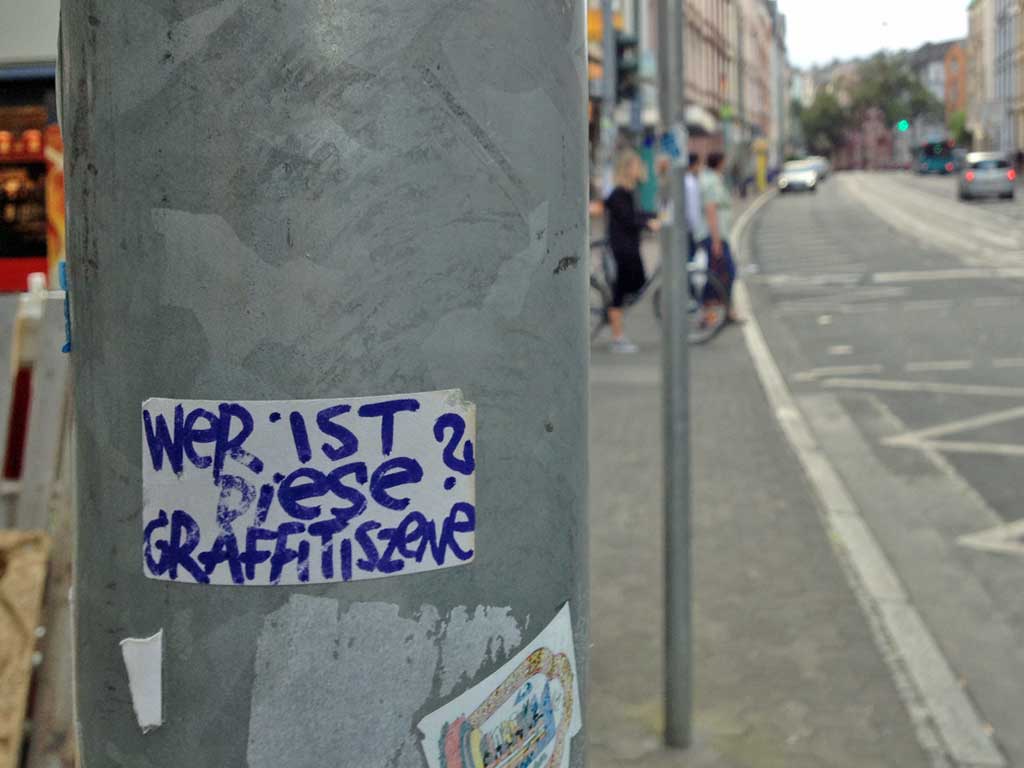 WER IST
DIESE ?
GRAFFITISZENE